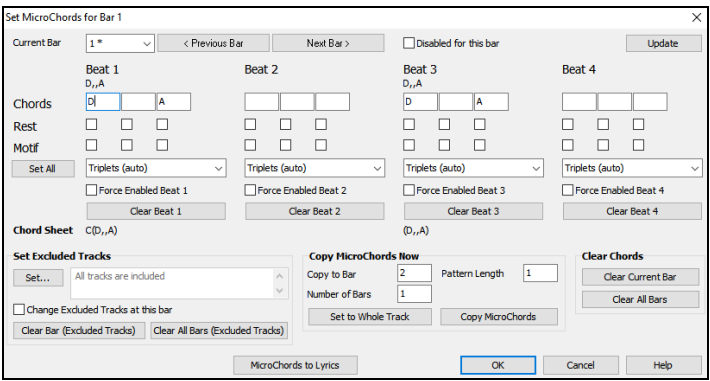 Set MicroChords for Bar 1
Current Bar 1 * < Previous Bar Next Bar > Disabled for this bar Update
Beat 1 Beat 2 Beat 3 Beat 4
D,,A D,,A
Chords D A D A
Rest
Motif
Set All Triplets (auto) Triplets (auto) Triplets (auto) Triplets (auto)
Force Enabled Beat 1 Force Enabled Beat 2 Force Enabled Beat 3 Force Enabled Beat 4
Clear Beat 1 Clear Beat 2 Clear Beat 3 Clear Beat 4
Chord Sheet C(D,,A) (D,,A)
Set Excluded Tracks Copy MicroChords Now Clear Chords
Set... All tracks are included Copy to Bar 2 Pattern Length 1 Clear Current Bar
Number of Bars 1 Clear All Bars
Change Excluded Tracks at this bar Set to Whole Track Copy MicroChords
Clear Bar (Excluded Tracks) Clear All Bars (Excluded Tracks)
MicroChords to Lyrics OK Cancel Help